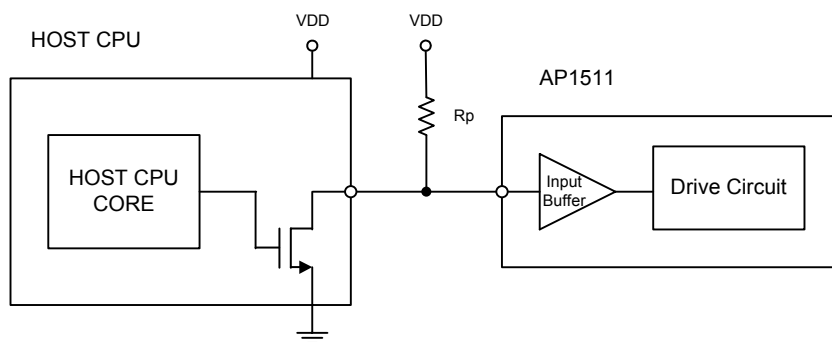 VDD
VDD
HOST CPU
AP1511
Rp
HOST CPU
CORE
Input
Buffer
Drive Circuit